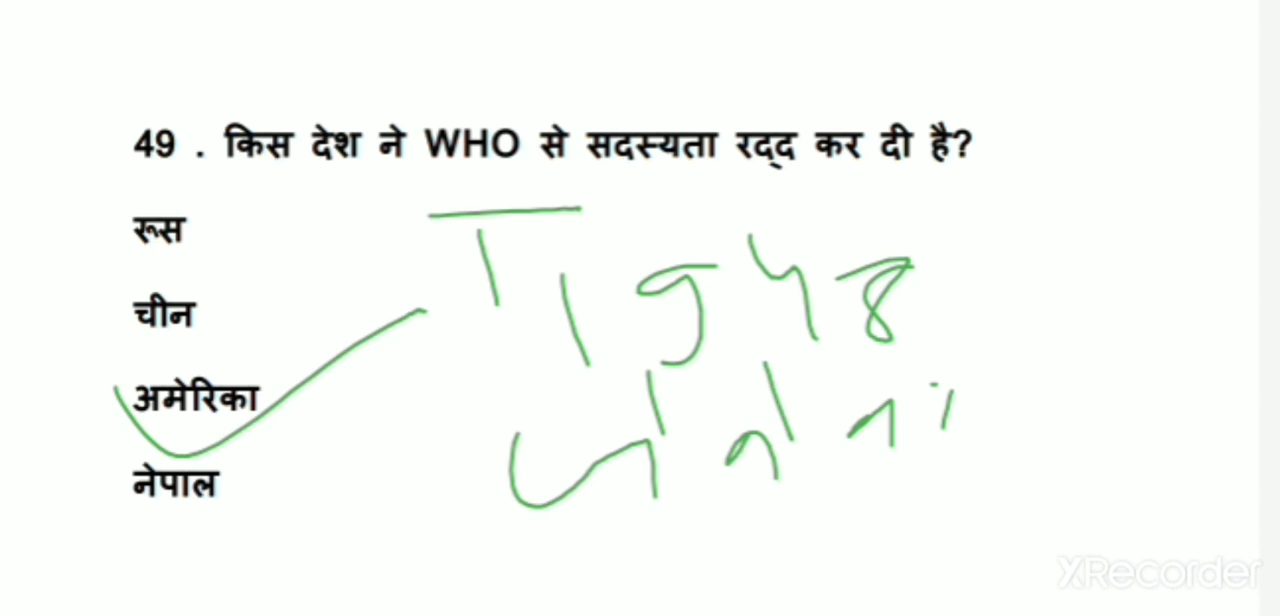 49 . किस देश ने WHO से सदस्यता रद्द कर दी है?
रूस
1948
चीन
अमेरिका
नेपाल
XRecorder